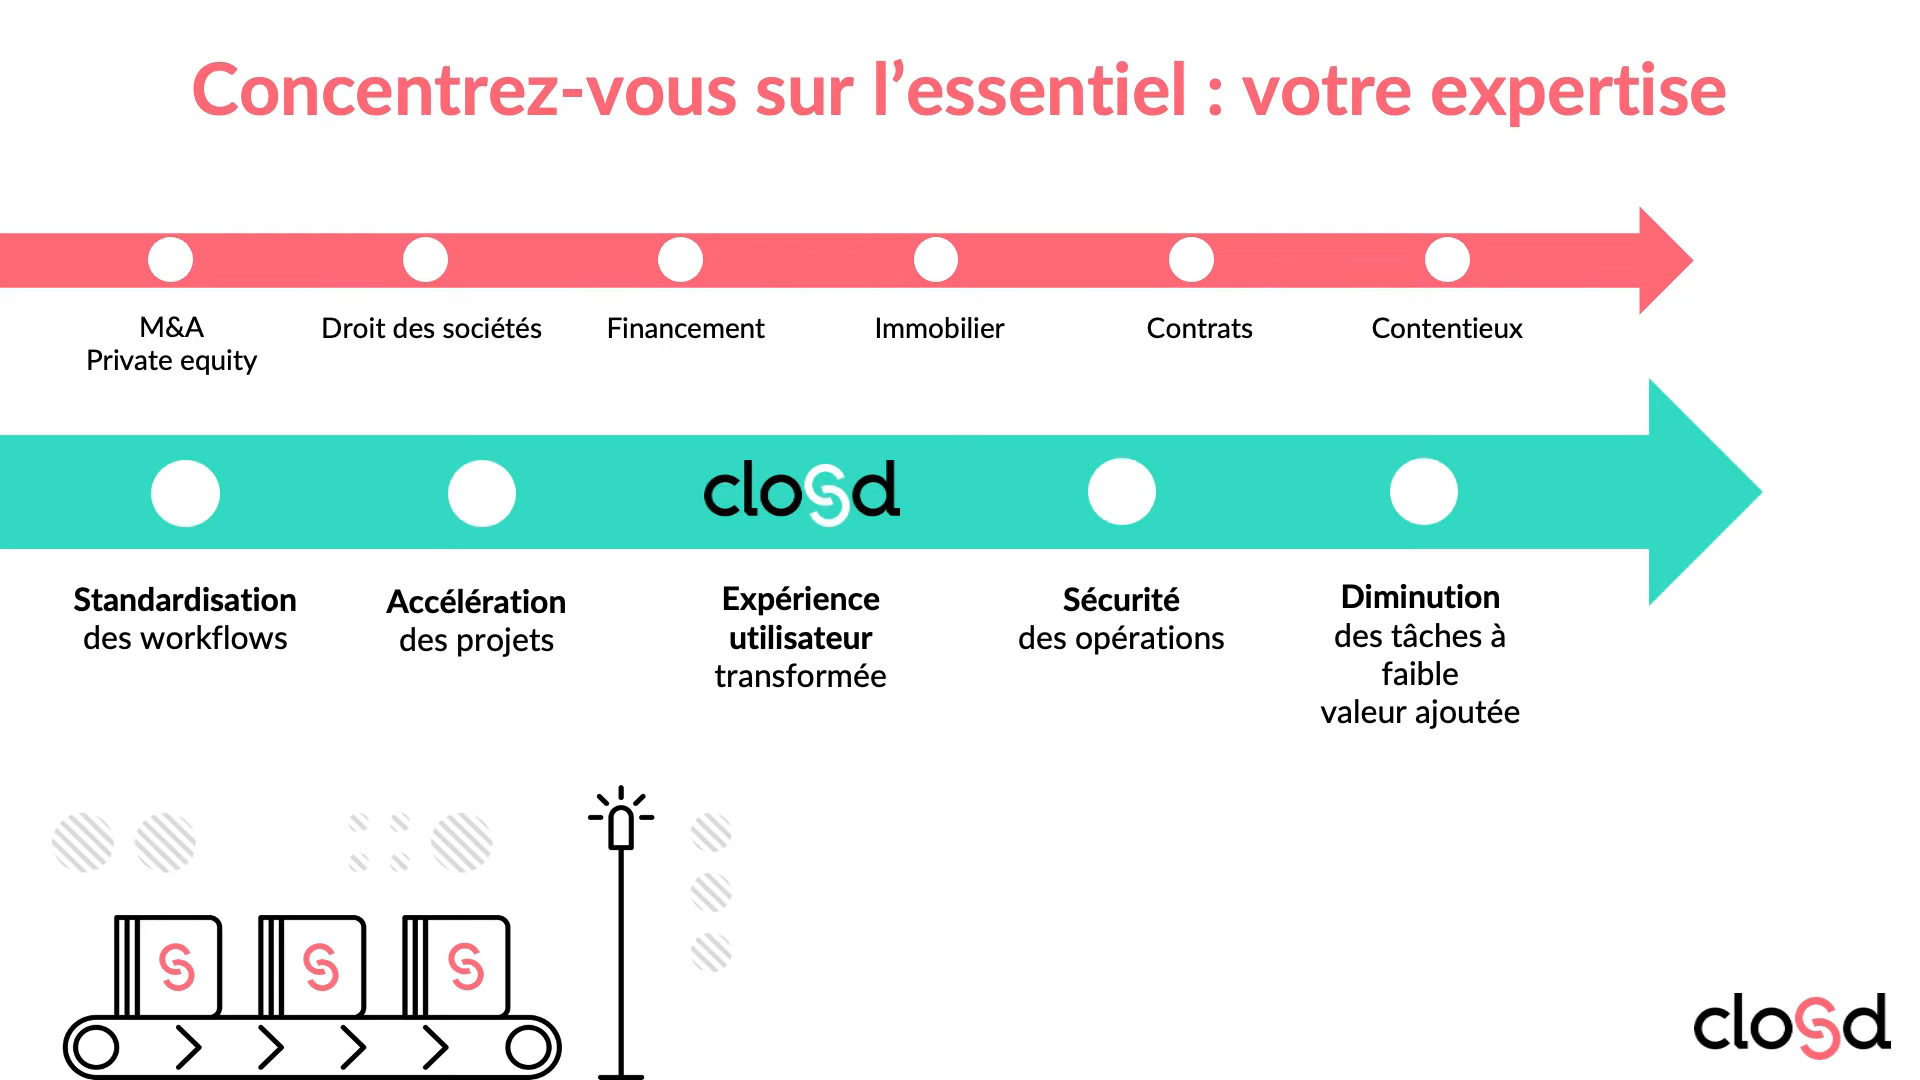 Concentrez-vous sur l’essentiel : votre expertise
M&A
Private equity
Droit des sociétés
Financement
Immobilier
Contrats
Contentieux
closd
Standardisation
des workflows
Accélération
des projets
Expérience
utilisateur
transformée
Sécurité
des opérations
Diminution
des tâches à
faible
valeur ajoutée
S
S
S
closd